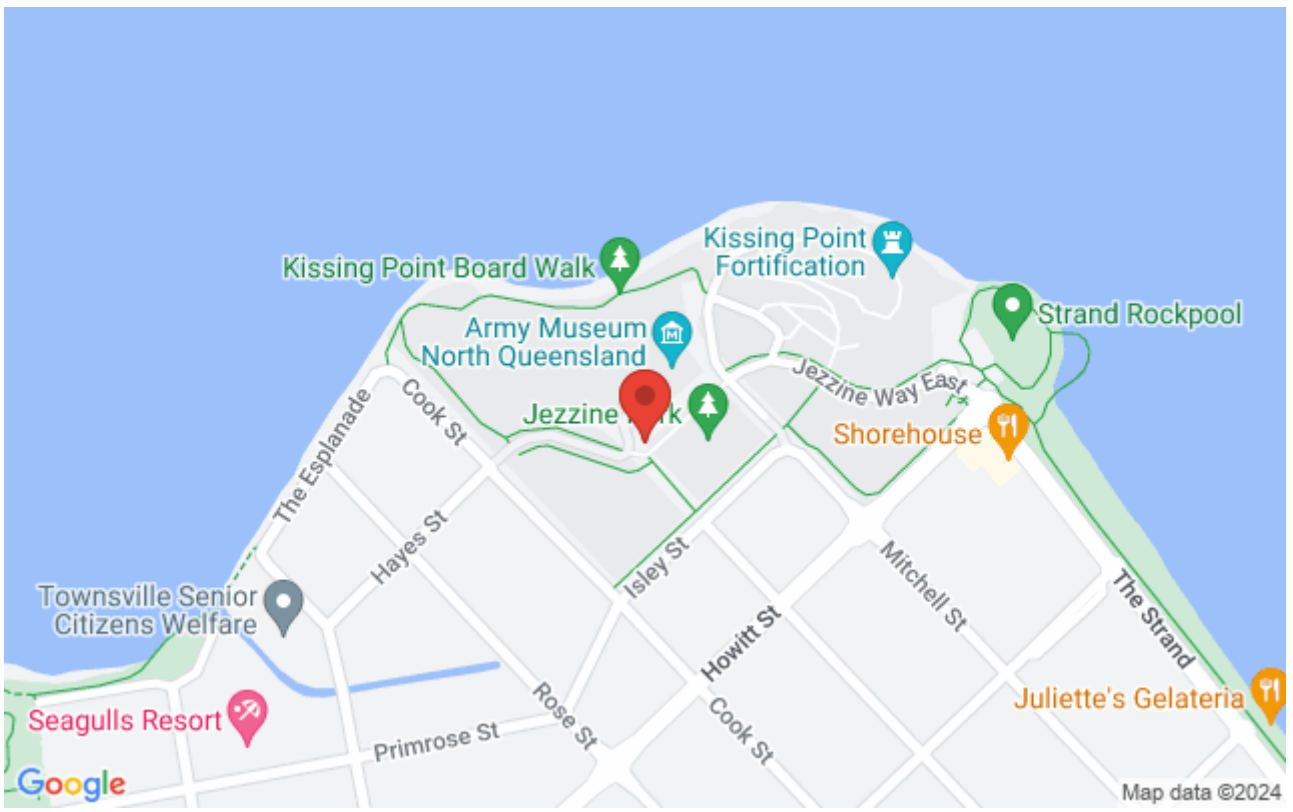 Kissing Point
Fortification
Kissing Point Board Walk
Strand Rockpool
Army Museum
North Queensland
Jezzine Way East
Cook St
The Esplanade
Jezzine rk
Shorehouse
Hayes St
Isley St
Mitchell St
Townsville Senior
Citizens Welfare
Howitt St
The Strand
Rose St
Cook St
Juliette's Gelateria
Seagulls Resort
Primrose St
Google
Map data ©2024